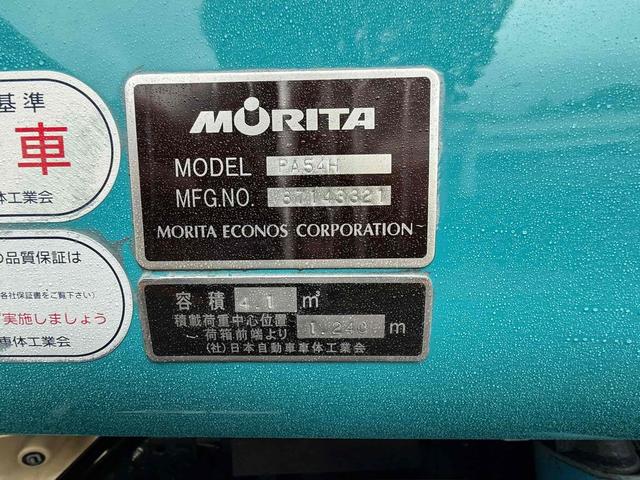 基準
車
体工業会
の品質保証は
各社保証書をご覧下さい)
実施しましょう
車体工業会
MORITA
MODEL PA54H
MFG.NO.
MORITA ECONOS CORPORATION
容積 4.1 m³
積載荷重中心位置
荷箱前端より 1.240 m
(社)日本自動車車体工業会